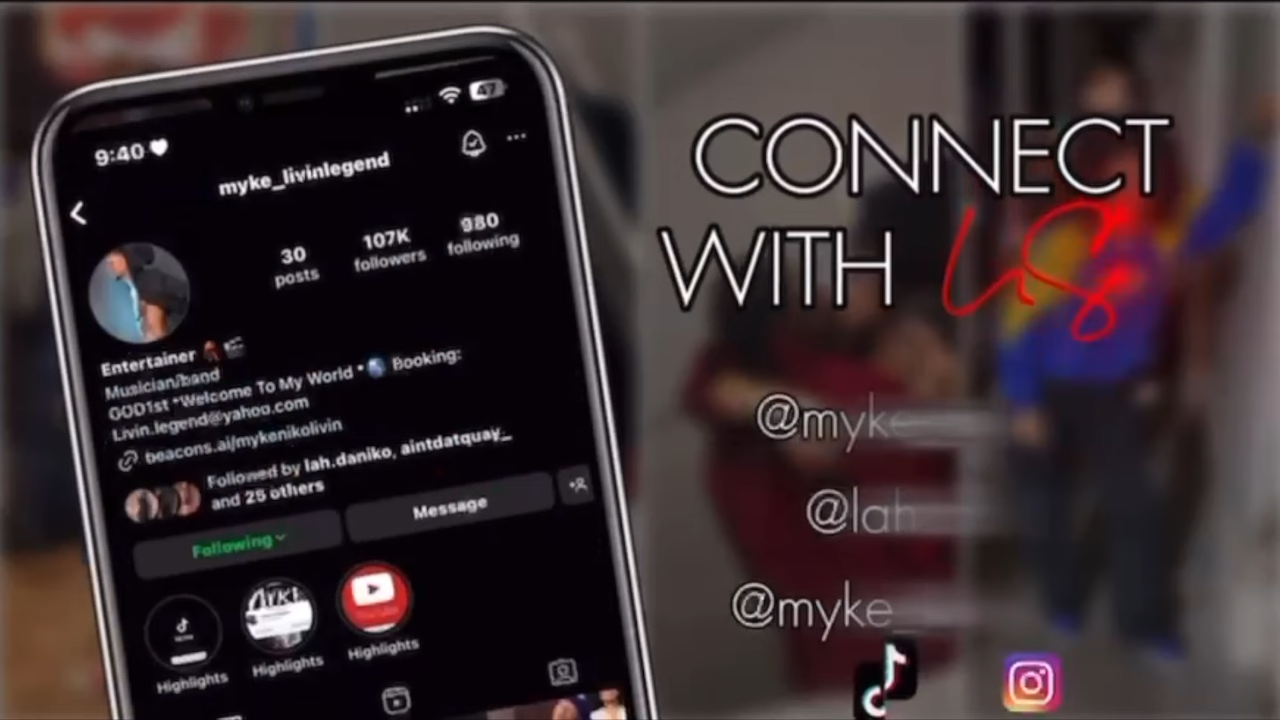 9:40
47
myke_livinlegend
30 posts
107K followers
980 following
Entertainer
Musician/band
GOD1st *Welcome To My World * Booking:
Livin.legend@yahoo.com
beacons.ai/mykenikolivin
Followed by lah.daniko, aintdatquay_
and 25 others
Following
Message
Highlights
Highlights
Highlights
CONNECT
WITH us
@myke
@lah
@myke